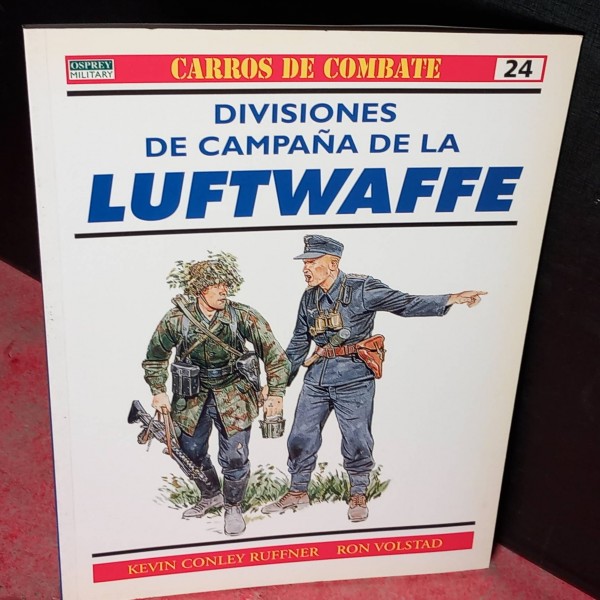 OSPREY
MILITARY
CARROS DE COMBATE
24
DIVISIONES
DE CAMPAÑA DE LA
LUFTWAFFE
KEVIN CONLEY RUFFNER RON VOLSTAD